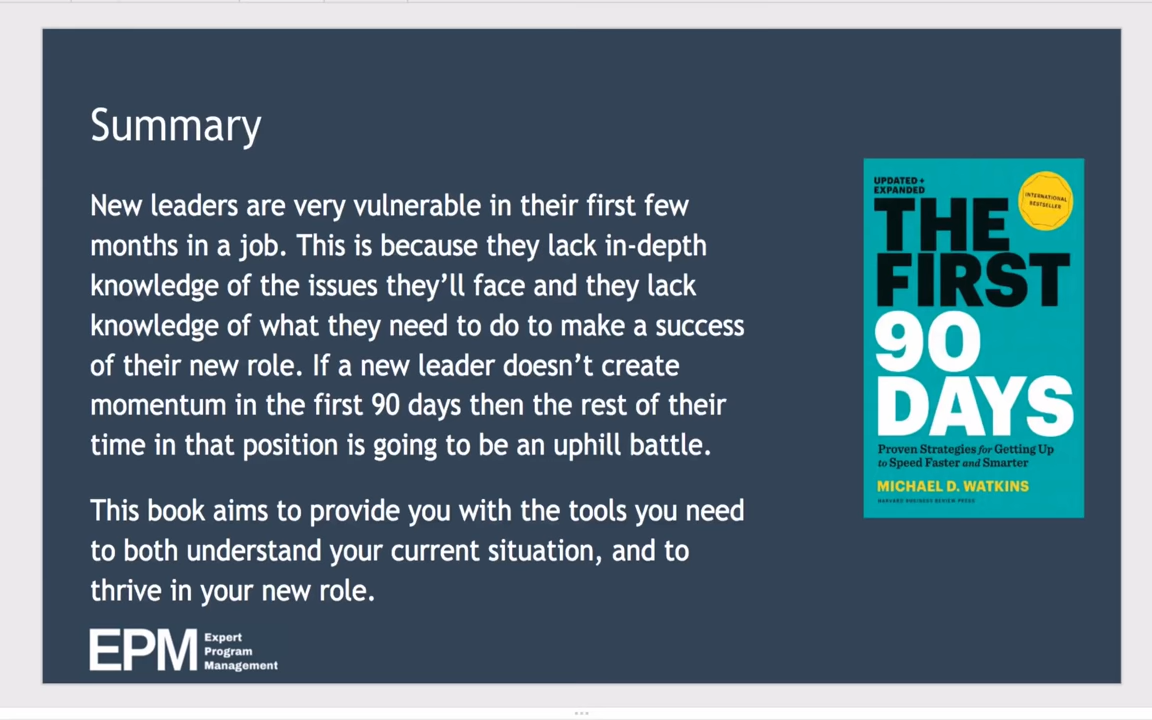 Summary
New leaders are very vulnerable in their first few
months in a job. This is because they lack in-depth
knowledge of the issues they’ll face and they lack
knowledge of what they need to do to make a success
of their new role. If a new leader doesn’t create
momentum in the first 90 days then the rest of their
time in that position is going to be an uphill battle.
This book aims to provide you with the tools you need
to both understand your current situation, and to
thrive in your new role.
EPM
Expert
Program
Management
UPDATED +
EXPANDED
INTERNATIONAL
BESTSELLER
THE
FIRST
90
DAYS
Proven Strategies for Getting Up
to Speed Faster and Smarter
MICHAEL D. WATKINS
HARVARD BUSINESS REVIEW PRESS